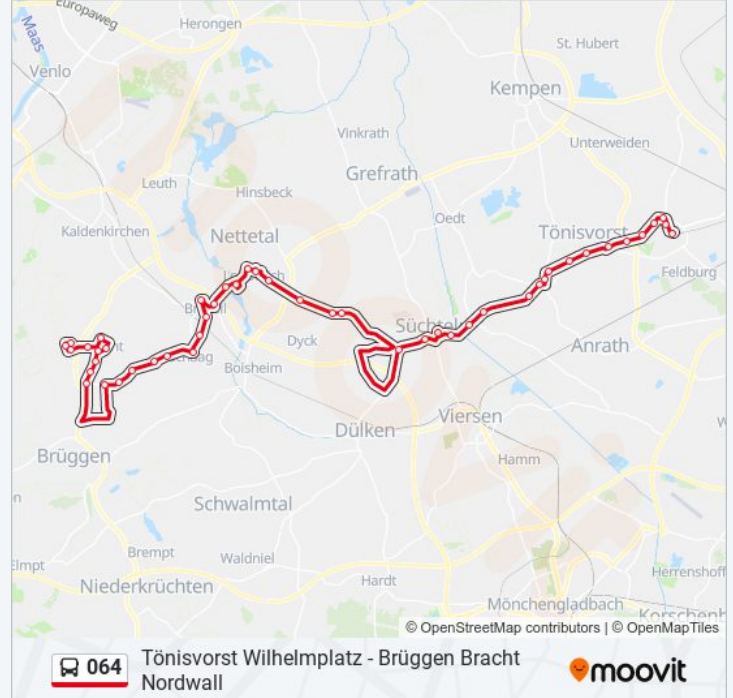 Europaweg
Herongen
Maas
St. Hubert
Venlo
Kempen
Vinkrath
Unterweiden
Grefrath
Leuth
Hinsbeck
Oedt
Kaldenkirchen
Nettetal
Tönisvorst
Feldburg
Süchtel
Dyck
Anrath
Boisheim
Viersen
Dülken
Brüggen
Hamm
Schwalmtal
Elmpt
Brempt
Waldniel
Niederkrüchten
Hardt
Herrenshoff
Mönchengladbach
Korschenb
© OpenStreetMap contributors | © OpenMapTiles
064
Tönisvorst Wilhelmplatz - Brüggen Bracht
Nordwall
moovit